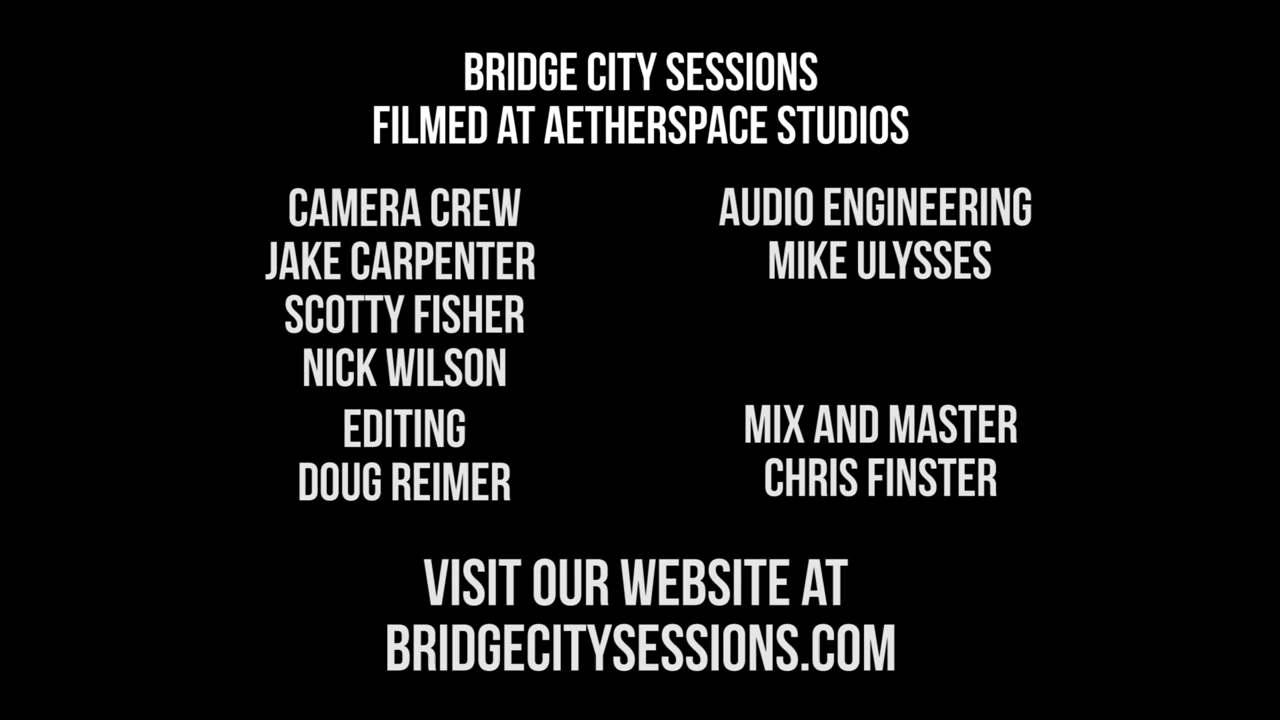 BRIDGE CITY SESSIONS
FILMED AT AETHERSPACE STUDIOS
CAMERA CREW
JAKE CARPENTER
SCOTTY FISHER
NICK WILSON
EDITING
DOUG REIMER
AUDIO ENGINEERING
MIKE ULYSSES
MIX AND MASTER
CHRIS FINSTER
VISIT OUR WEBSITE AT
BRIDGECITYSESSIONS.COM